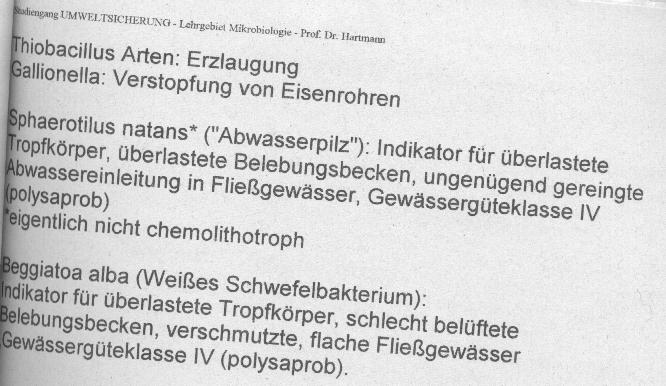 Studiengang UMWELTSICHERUNG - Lehrgebiet Mikrobiologie - Prof. Dr. Hartmann
Thiobacillus Arten: Erzlaugung
Gallionella: Verstopfung von Eisenrohren
Sphaerotilus natans* ("Abwasserpilz"): Indikator für überlastete
Tropfkörper, überlastete Belebungsbecken, ungenügend gereingte
Abwassereinleitung in Fließgewässer, Gewässergüteklasse IV
(polysaprob)
*eigentlich nicht chemolithotroph
Beggiatoa alba (Weißes Schwefelbakterium):
Indikator für überlastete Tropfkörper, schlecht belüftete
Belebungsbecken, verschmutzte, flache Fließgewässer
Gewässergüteklasse IV (polysaprob).